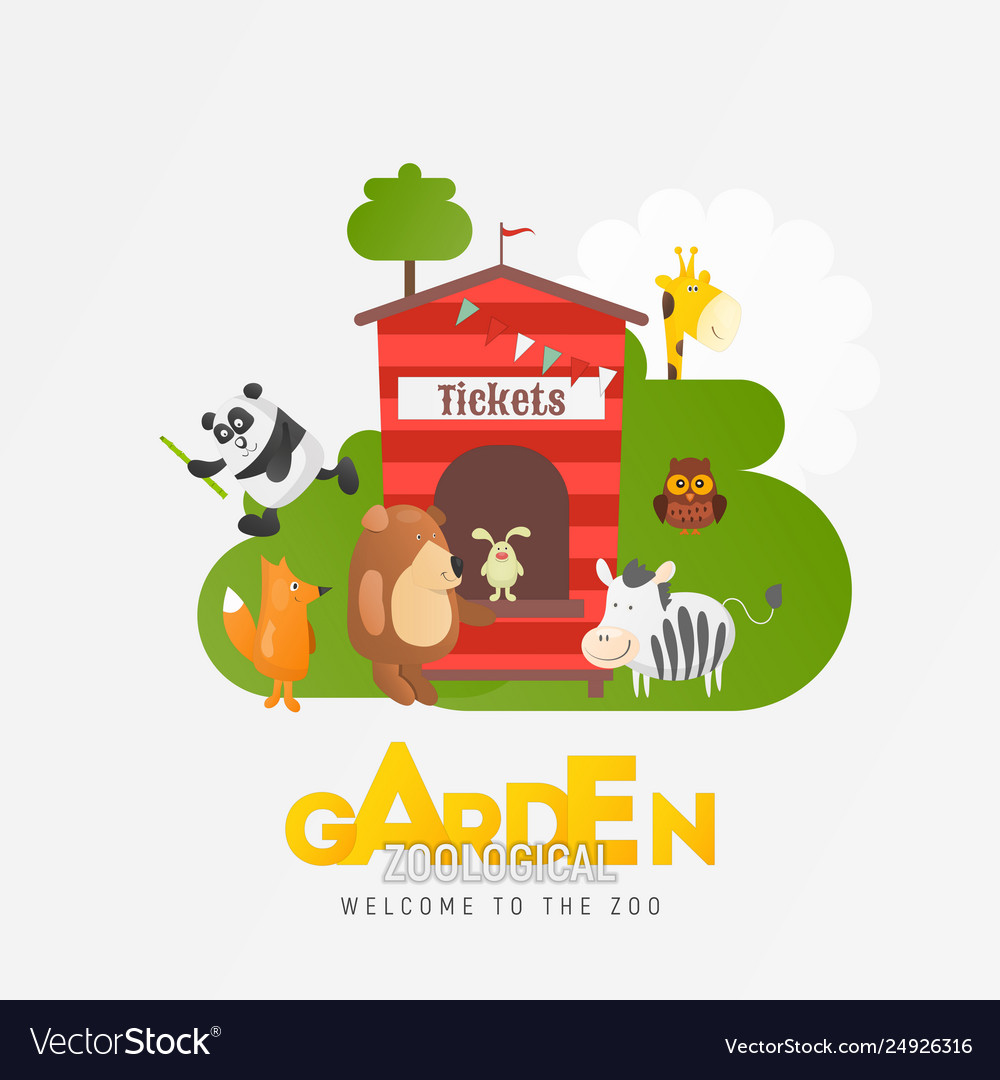 Tickets
GARDEN
ZOOLOGICAL
WELCOME TO THE ZOO
VectorStock®
VectorStock.com/24926316